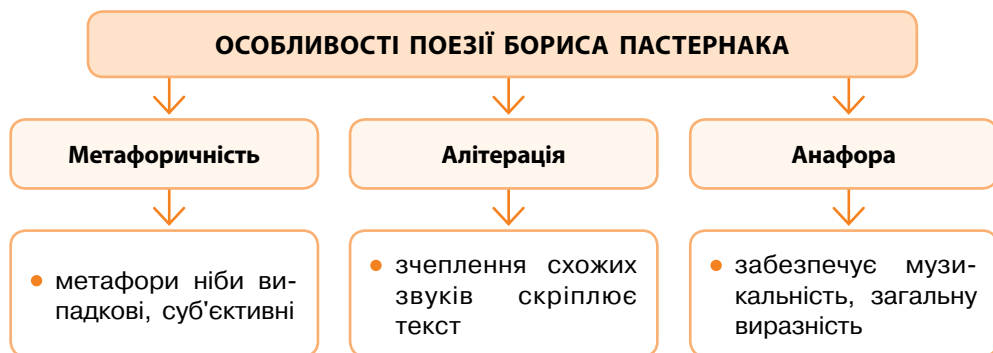 ОСОБЛИВОСТІ ПОЕЗІЇ БОРИСА ПАСТЕРНАКА
Метафоричність
Алітерація
Анафора
• метафори ніби ви-
падкові, суб'єктивні
• зчеплення схожих
звуків скріплює
текст
• забезпечує музи-
кальність, загальну
виразність